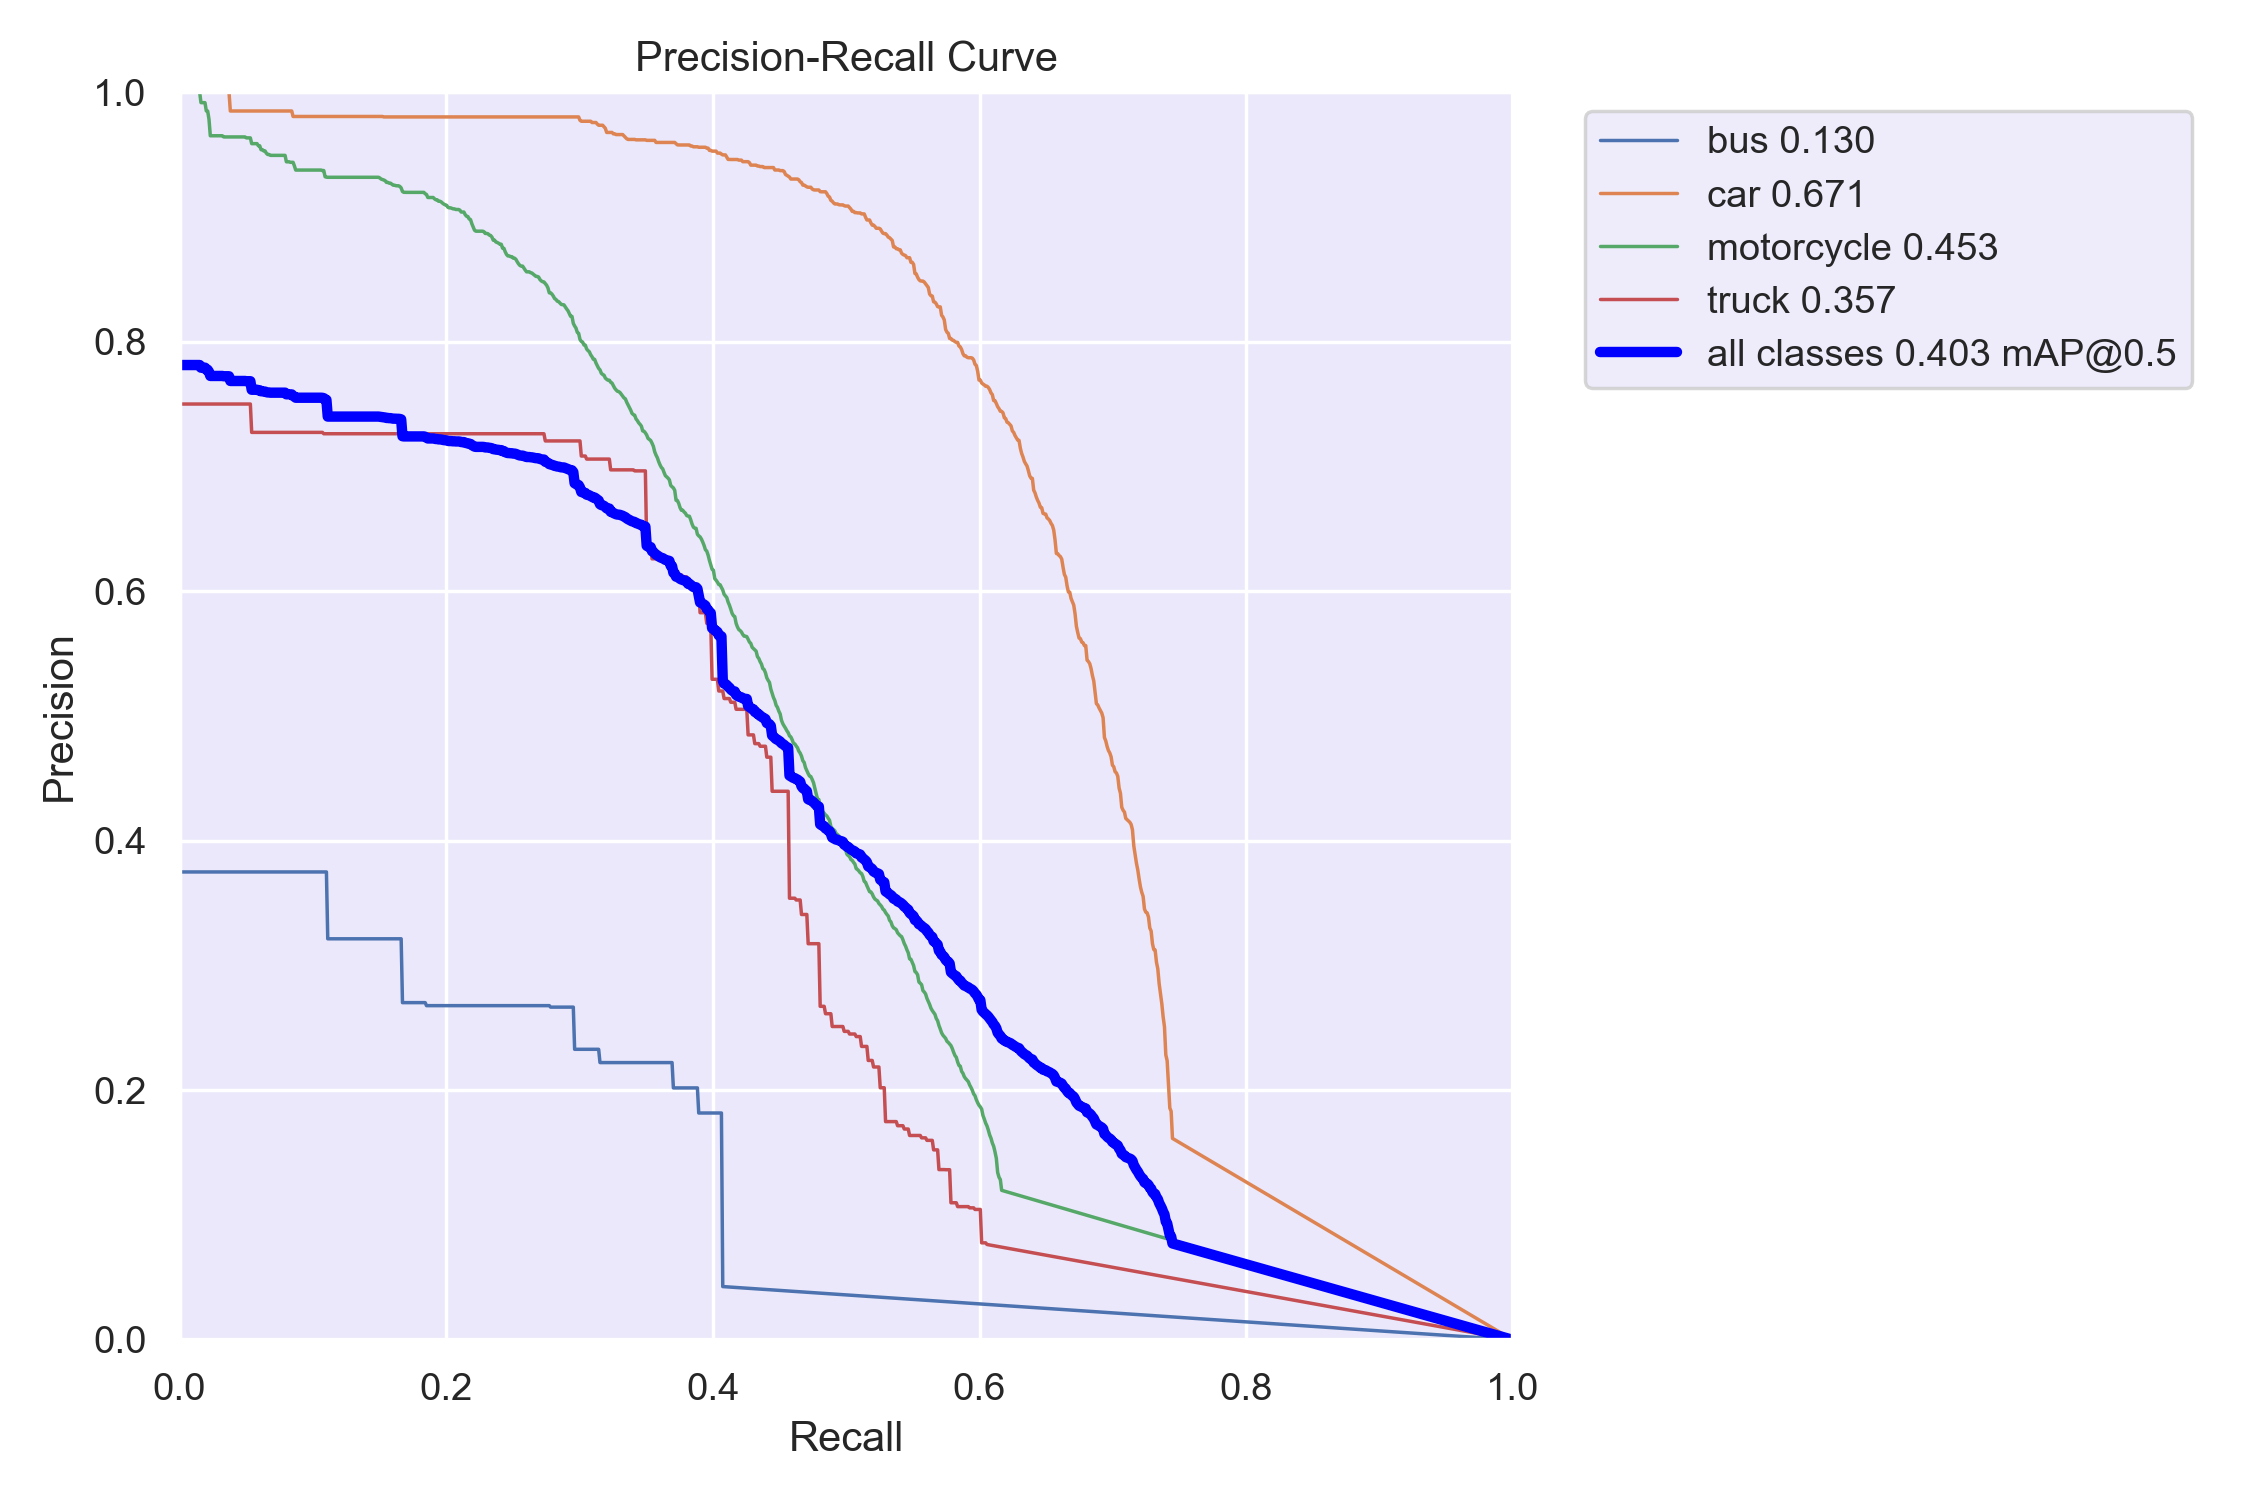 Precision-Recall Curve
1.0
0.8
0.6
0.4
0.2
0.0
Precision
0.0 0.2 0.4 0.6 0.8 1.0
Recall
bus 0.130
car 0.671
motorcycle 0.453
truck 0.357
all classes 0.403 mAP@0.5